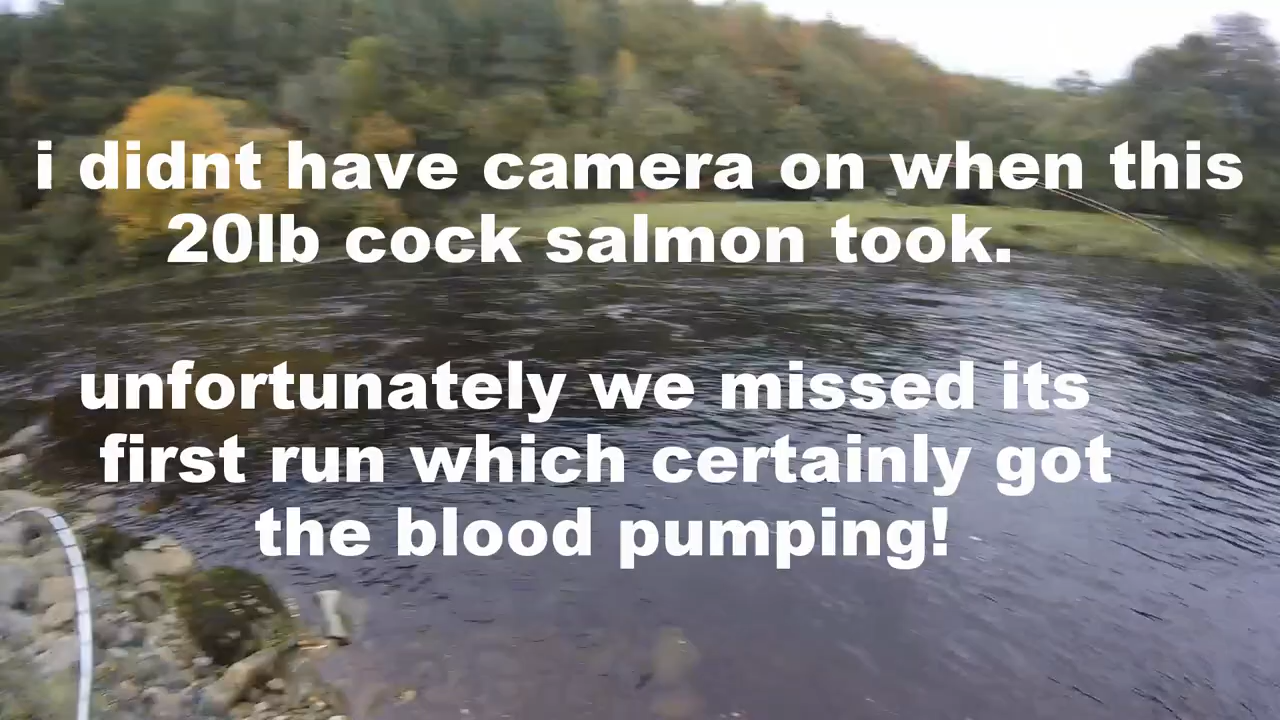 i didnt have camera on when this
20lb cock salmon took.
unfortunately we missed its
first run which certainly got
the blood pumping!